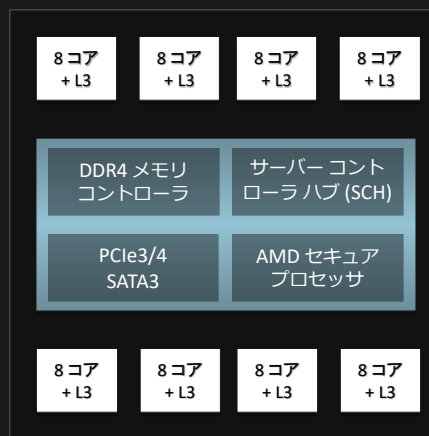 8 コア
+ L3
8 コア
+ L3
8 コア
+ L3
8 コア
+ L3
DDR4 メモリ
コントローラ
サーバー コント
ローラ ハブ (SCH)
PCIe3/4
SATA3
AMD セキュア
プロセッサ
8 コア
+ L3
8 コア
+ L3
8 コア
+ L3
8 コア
+ L3